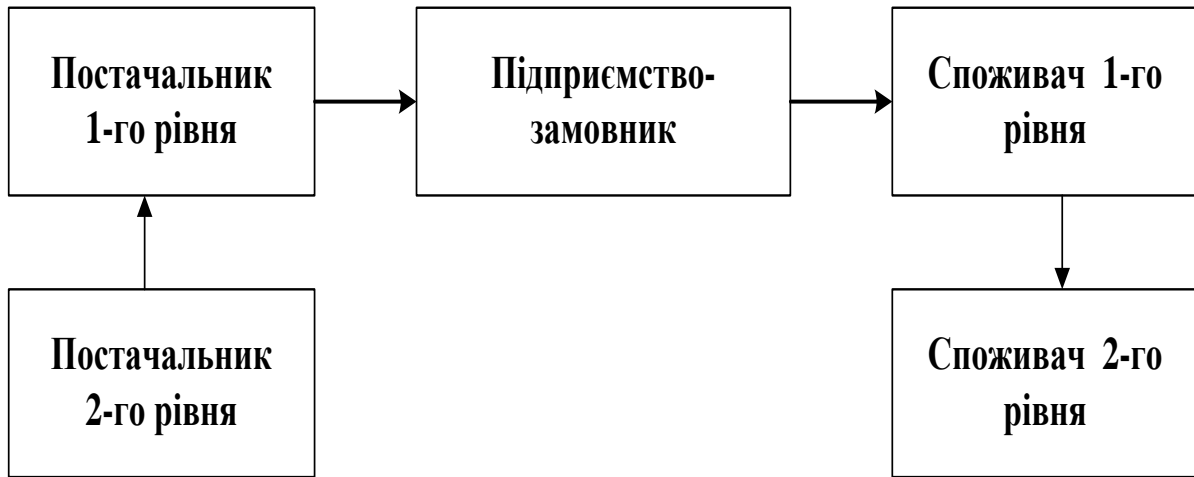 Постачальник
1-го рівня
Підприємство-
замовник
Споживач 1-го
рівня
Постачальник
2-го рівня
Споживач 2-го
рівня